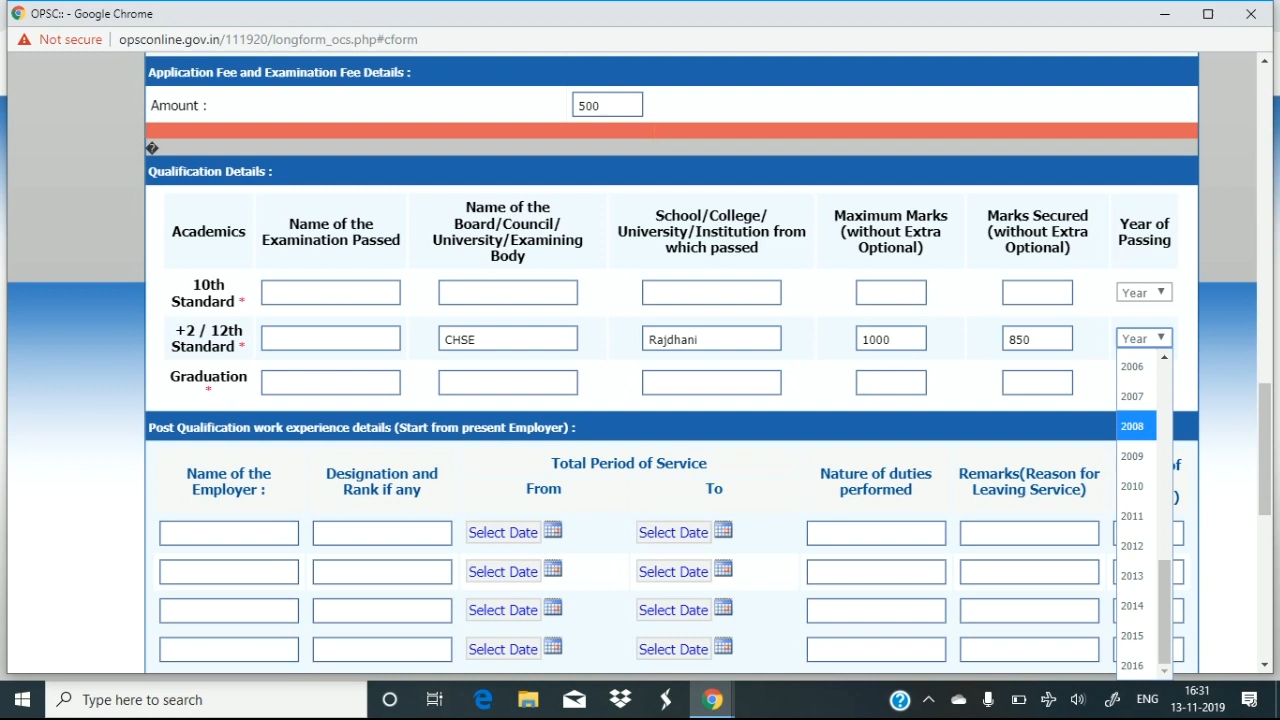 OPSC:: - Google Chrome
Not secure opsconline.gov.in/111920/longform_ocs.php#cform
Application Fee and Examination Fee Details :
Amount : 500
Qualification Details :
Academics
Name of the
Examination Passed
Name of the
Board/Council/
University/Examining
Body
School/College/
University/Institution from
which passed
Maximum Marks
(without Extra
Optional)
Marks Secured
(without Extra
Optional)
Year of
Passing
10th
Standard *
Year
+2 / 12th
Standard *
CHSE
Rajdhani
1000
850
Year
Graduation
*
2006
2007
2008
2009
2010
2011
2012
2013
2014
2015
2016
Post Qualification work experience details (Start from present Employer) :
Name of the
Employer :
Designation and
Rank if any
Total Period of Service
From To
Nature of duties
performed
Remarks(Reason for
Leaving Service)
Select Date Select Date
Select Date Select Date
Select Date Select Date
Select Date Select Date
Type here to search
ENG
16:31
13-11-2019